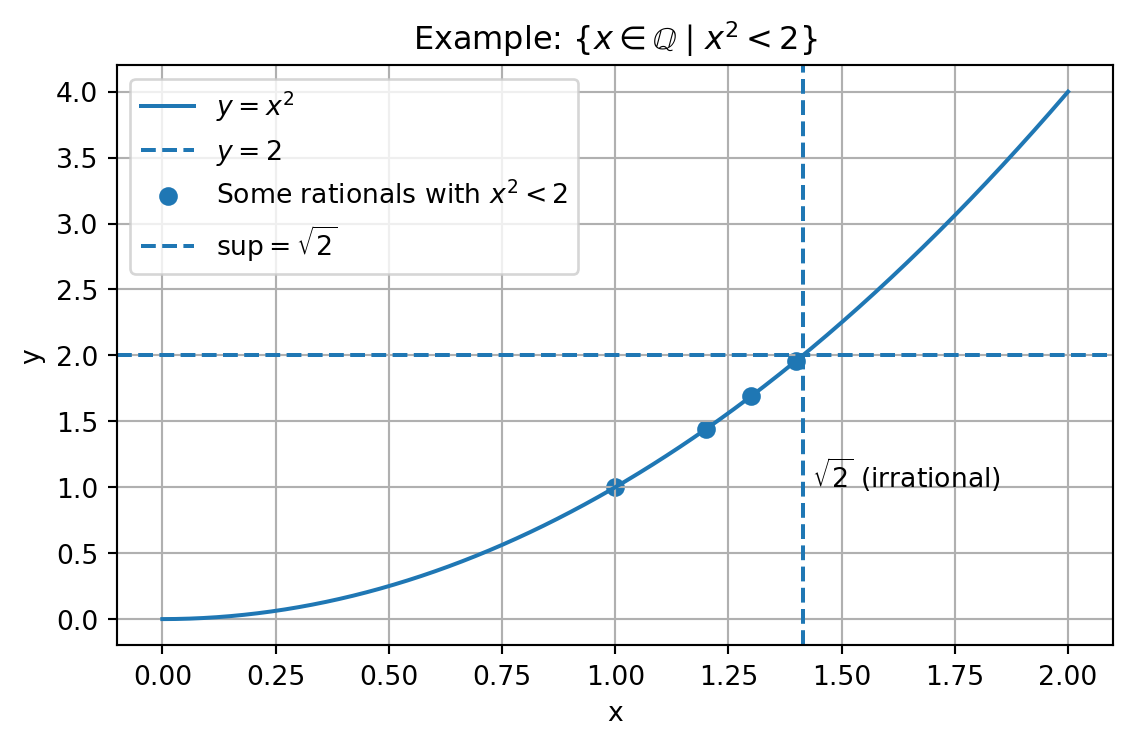 Example: {x ∈ ℚ | x² < 2}
y = x²
y = 2
Some rationals with x² < 2
sup = √2
4.0
3.5
3.0
2.5
2.0
1.5
1.0
0.5
0.0
y
√2 (irrational)
0.00 0.25 0.50 0.75 1.00 1.25 1.50 1.75 2.00
x